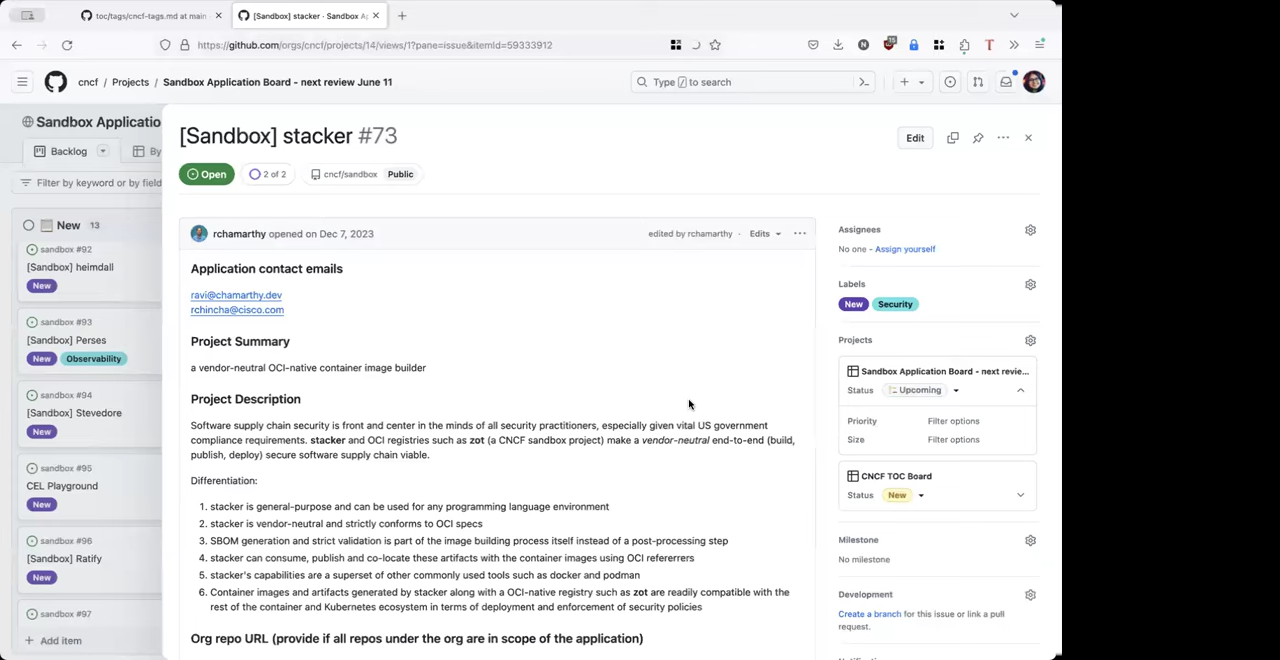 toc/tags/cncf-tags.md at main
[Sandbox] stacker · Sandbox Ap
https://github.com/orgs/cncf/projects/14/views/1?pane=issue&itemId=59333912
15
N
T
cncf / Projects / Sandbox Application Board - next review June 11
Type / to search
Sandbox Applicatio
Backlog
By
Filter by keyword or by field
New 13
sandbox #92
[Sandbox] heimdall
New
sandbox #93
[Sandbox] Perses
New Observability
sandbox #94
[Sandbox] Stevedore
New
sandbox #95
CEL Playground
New
sandbox #96
[Sandbox] Ratify
New
sandbox #97
+ Add item
[Sandbox] stacker #73
Edit
Open
2 of 2
cncf/sandbox Public
rchamarthy opened on Dec 7, 2023
edited by rchamarthy · Edits
Application contact emails
ravi@chamarthy.dev
rchincha@cisco.com
Project Summary
a vendor-neutral OCI-native container image builder
Project Description
Software supply chain security is front and center in the minds of all security practitioners, especially given vital US government
compliance requirements. stacker and OCI registries such as zot (a CNCF sandbox project) make a vendor-neutral end-to-end (build,
publish, deploy) secure software supply chain viable.
Differentiation:
1. stacker is general-purpose and can be used for any programming language environment
2. stacker is vendor-neutral and strictly conforms to OCI specs
3. SBOM generation and strict validation is part of the image building process itself instead of a post-processing step
4. stacker can consume, publish and co-locate these artifacts with the container images using OCI refererrers
5. stacker's capabilities are a superset of other commonly used tools such as docker and podman
6. Container images and artifacts generated by stacker along with a OCI-native registry such as zot are readily compatible with the
rest of the container and Kubernetes ecosystem in terms of deployment and enforcement of security policies
Org repo URL (provide if all repos under the org are in scope of the application)
Assignees
No one - Assign yourself
Labels
New Security
Projects
Sandbox Application Board - next revie...
Status Upcoming
Priority Filter options
Size Filter options
CNCF TOC Board
Status New
Milestone
No milestone
Development
Create a branch for this issue or link a pull
request.